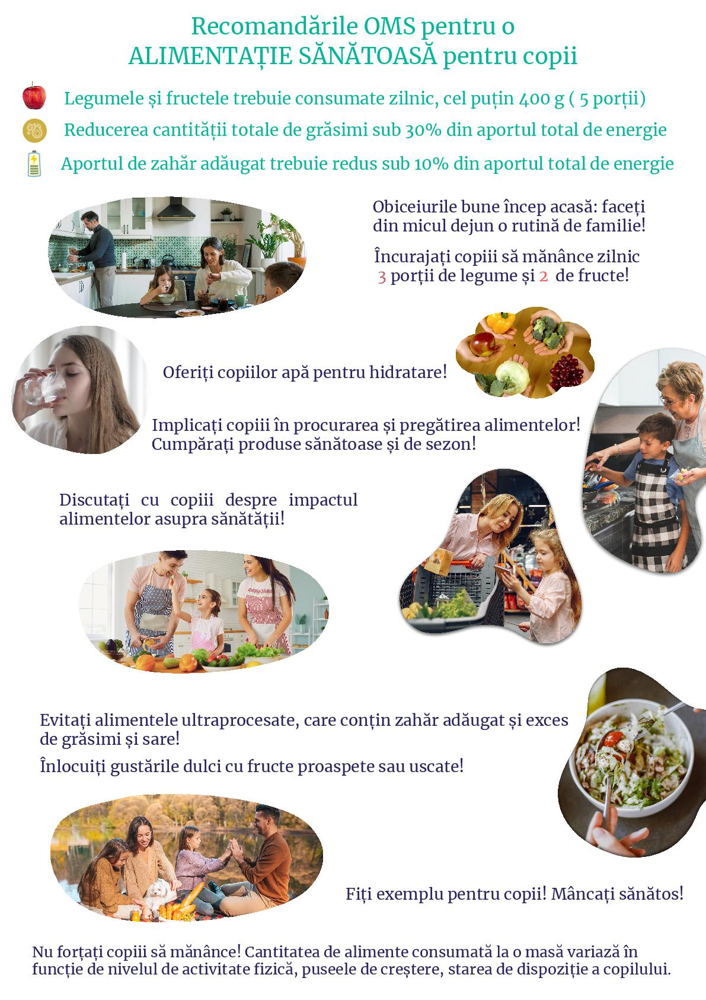 Recomandările OMS pentru o
ALIMENTAȚIE SĂNĂTOASĂ pentru copii
Legumele și fructele trebuie consumate zilnic, cel puțin 400 g ( 5 porții)
Reducerea cantității totale de grăsimi sub 30% din aportul total de energie
Aportul de zahăr adăugat trebuie redus sub 10% din aportul total de energie
Obiceiurile bune încep acasă: faceți
din micul dejun o rutină de familie!
Încurajați copiii să mănânce zilnic
3 porții de legume și 2 de fructe!
Oferiți copiilor apă pentru hidratare!
Implicați copiii în procurarea și pregătirea alimentelor!
Cumpărați produse sănătoase și de sezon!
Discutați cu copiii despre impactul
alimentelor asupra sănătății!
Evitați alimentele ultraprocesate, care conțin zahăr adăugat și exces
de grăsimi și sare!
Înlocuiți gustările dulci cu fructe proaspete sau uscate!
Fiți exemplu pentru copii! Mâncați sănătos!
Nu forțați copiii să mănânce! Cantitatea de alimente consumată la o masă variază în
funcție de nivelul de activitate fizică, puseele de creștere, starea de dispoziție a copilului.